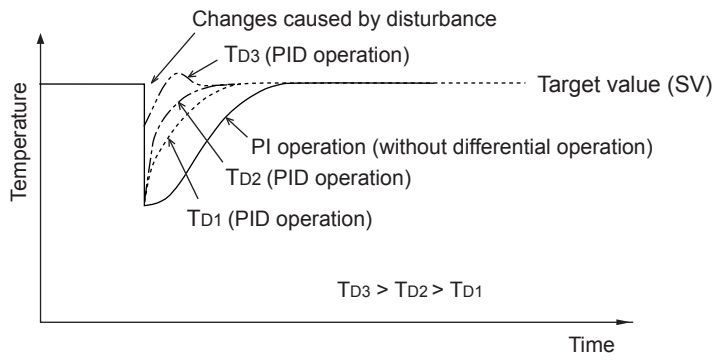 Changes caused by disturbance
TD3 (PID operation)
Target value (SV)
PI operation (without differential operation)
TD2 (PID operation)
TD1 (PID operation)
Temperature
TD3 > TD2 > TD1
Time